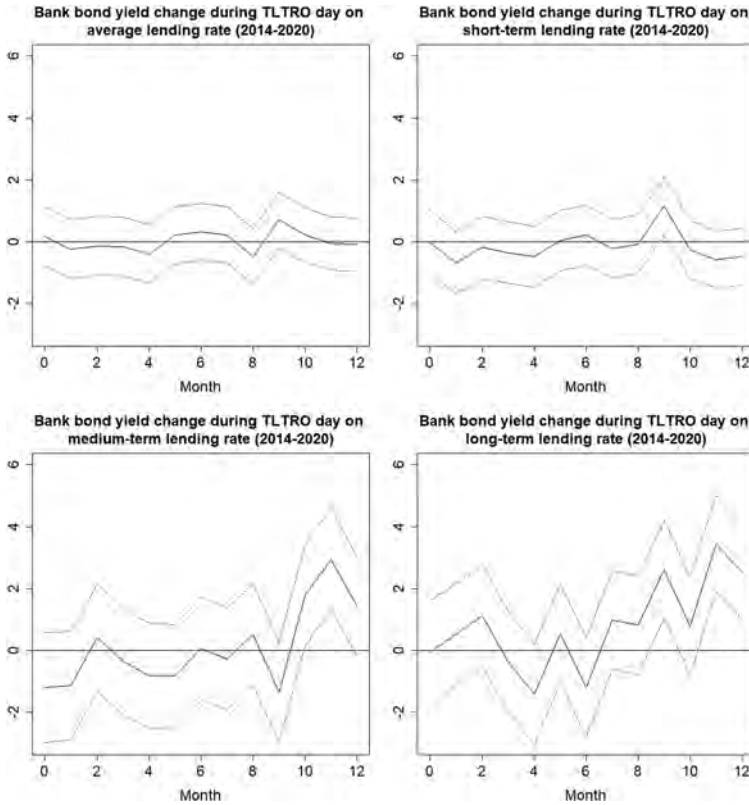 Bank bond yield change during TLTRO day on
average lending rate (2014-2020)
6
4
2
0
-2
0 2 4 6 8 10 12
Month
Bank bond yield change during TLTRO day on
short-term lending rate (2014-2020)
6
4
2
0
-2
0 2 4 6 8 10 12
Month
Bank bond yield change during TLTRO day on
medium-term lending rate (2014-2020)
6
4
2
0
-2
0 2 4 6 8 10 12
Month
Bank bond yield change during TLTRO day on
long-term lending rate (2014-2020)
6
4
2
0
-2
0 2 4 6 8 10 12
Month